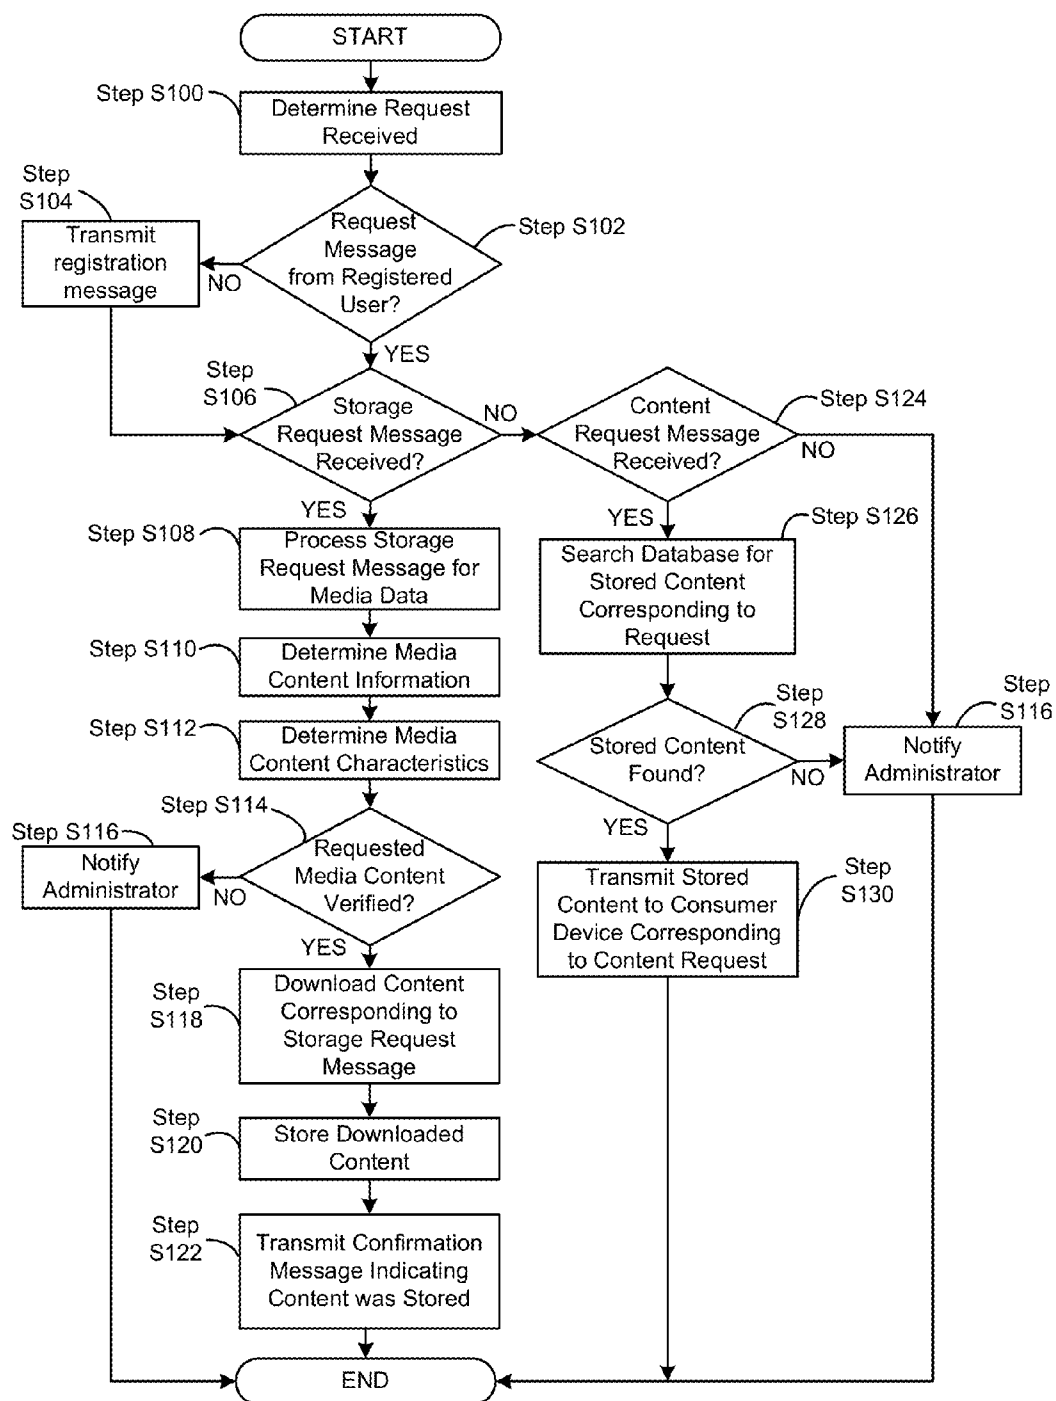 START
Step S100
Determine Request
Received
Step
S104
Transmit
registration
message
Request
Message
from Registered
User?
Step S102
NO
YES
Step
S106
Storage
Request Message
Received?
NO
Content
Request Message
Received?
Step S124
NO
YES
YES
Step S108
Process Storage
Request Message for
Media Data
Step S126
Search Database for
Stored Content
Corresponding to
Request
Step S110
Determine Media
Content Information
Step S112
Determine Media
Content Characteristics
Step
S128
Stored Content
Found?
NO
Step
S116
Notify
Administrator
YES
Step S114
Requested
Media Content
Verified?
Step S116
Notify
Administrator
NO
YES
Transmit Stored
Content to Consumer
Device Corresponding
to Content Request
Step
S130
Step
S118
Download Content
Corresponding to
Storage Request
Message
Step
S120
Store Downloaded
Content
Step
S122
Transmit Confirmation
Message Indicating
Content was Stored
END